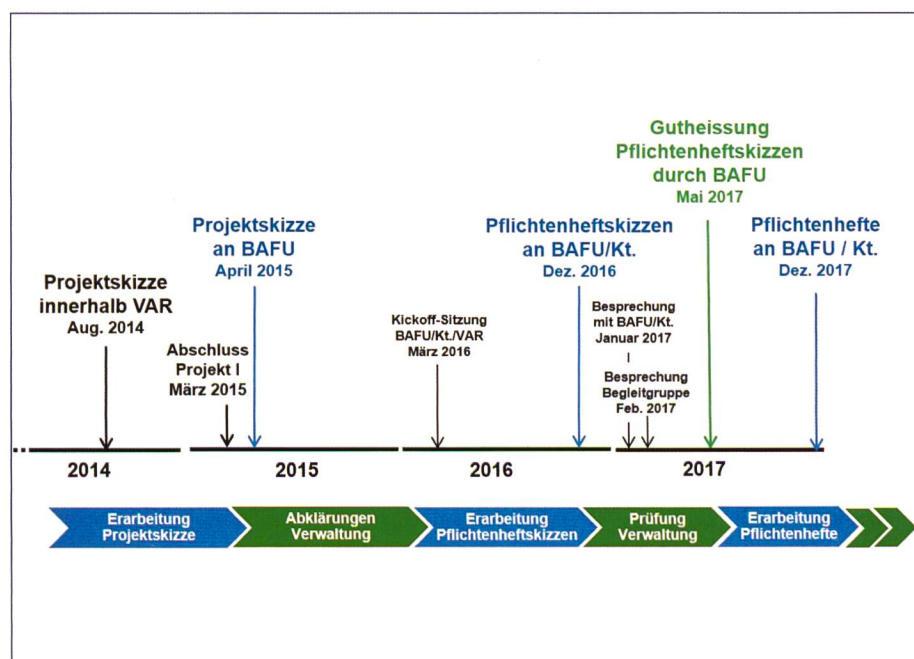 Gutheissung
Pflichtenheftskizzen
durch BAFU
Mai 2017
Projektskizze
an BAFU
April 2015
Pflichtenheftskizzen
an BAFU/Kt.
Dez. 2016
Pflichtenhefte
an BAFU / Kt.
Dez. 2017
Projektskizze
innerhalb VAR
Aug. 2014
Abschluss
Projekt I
März 2015
Kickoff-Sitzung
BAFU/Kt./VAR
März 2016
Besprechung
mit BAFU/Kt.
Januar 2017
Besprechung
Begleitgruppe
Feb. 2017
2014
2015
2016
2017
Erarbeitung
Projektskizze
Abklärungen
Verwaltung
Erarbeitung
Pflichtenheftskizzen
Prüfung
Verwaltung
Erarbeitung
Pflichtenhefte